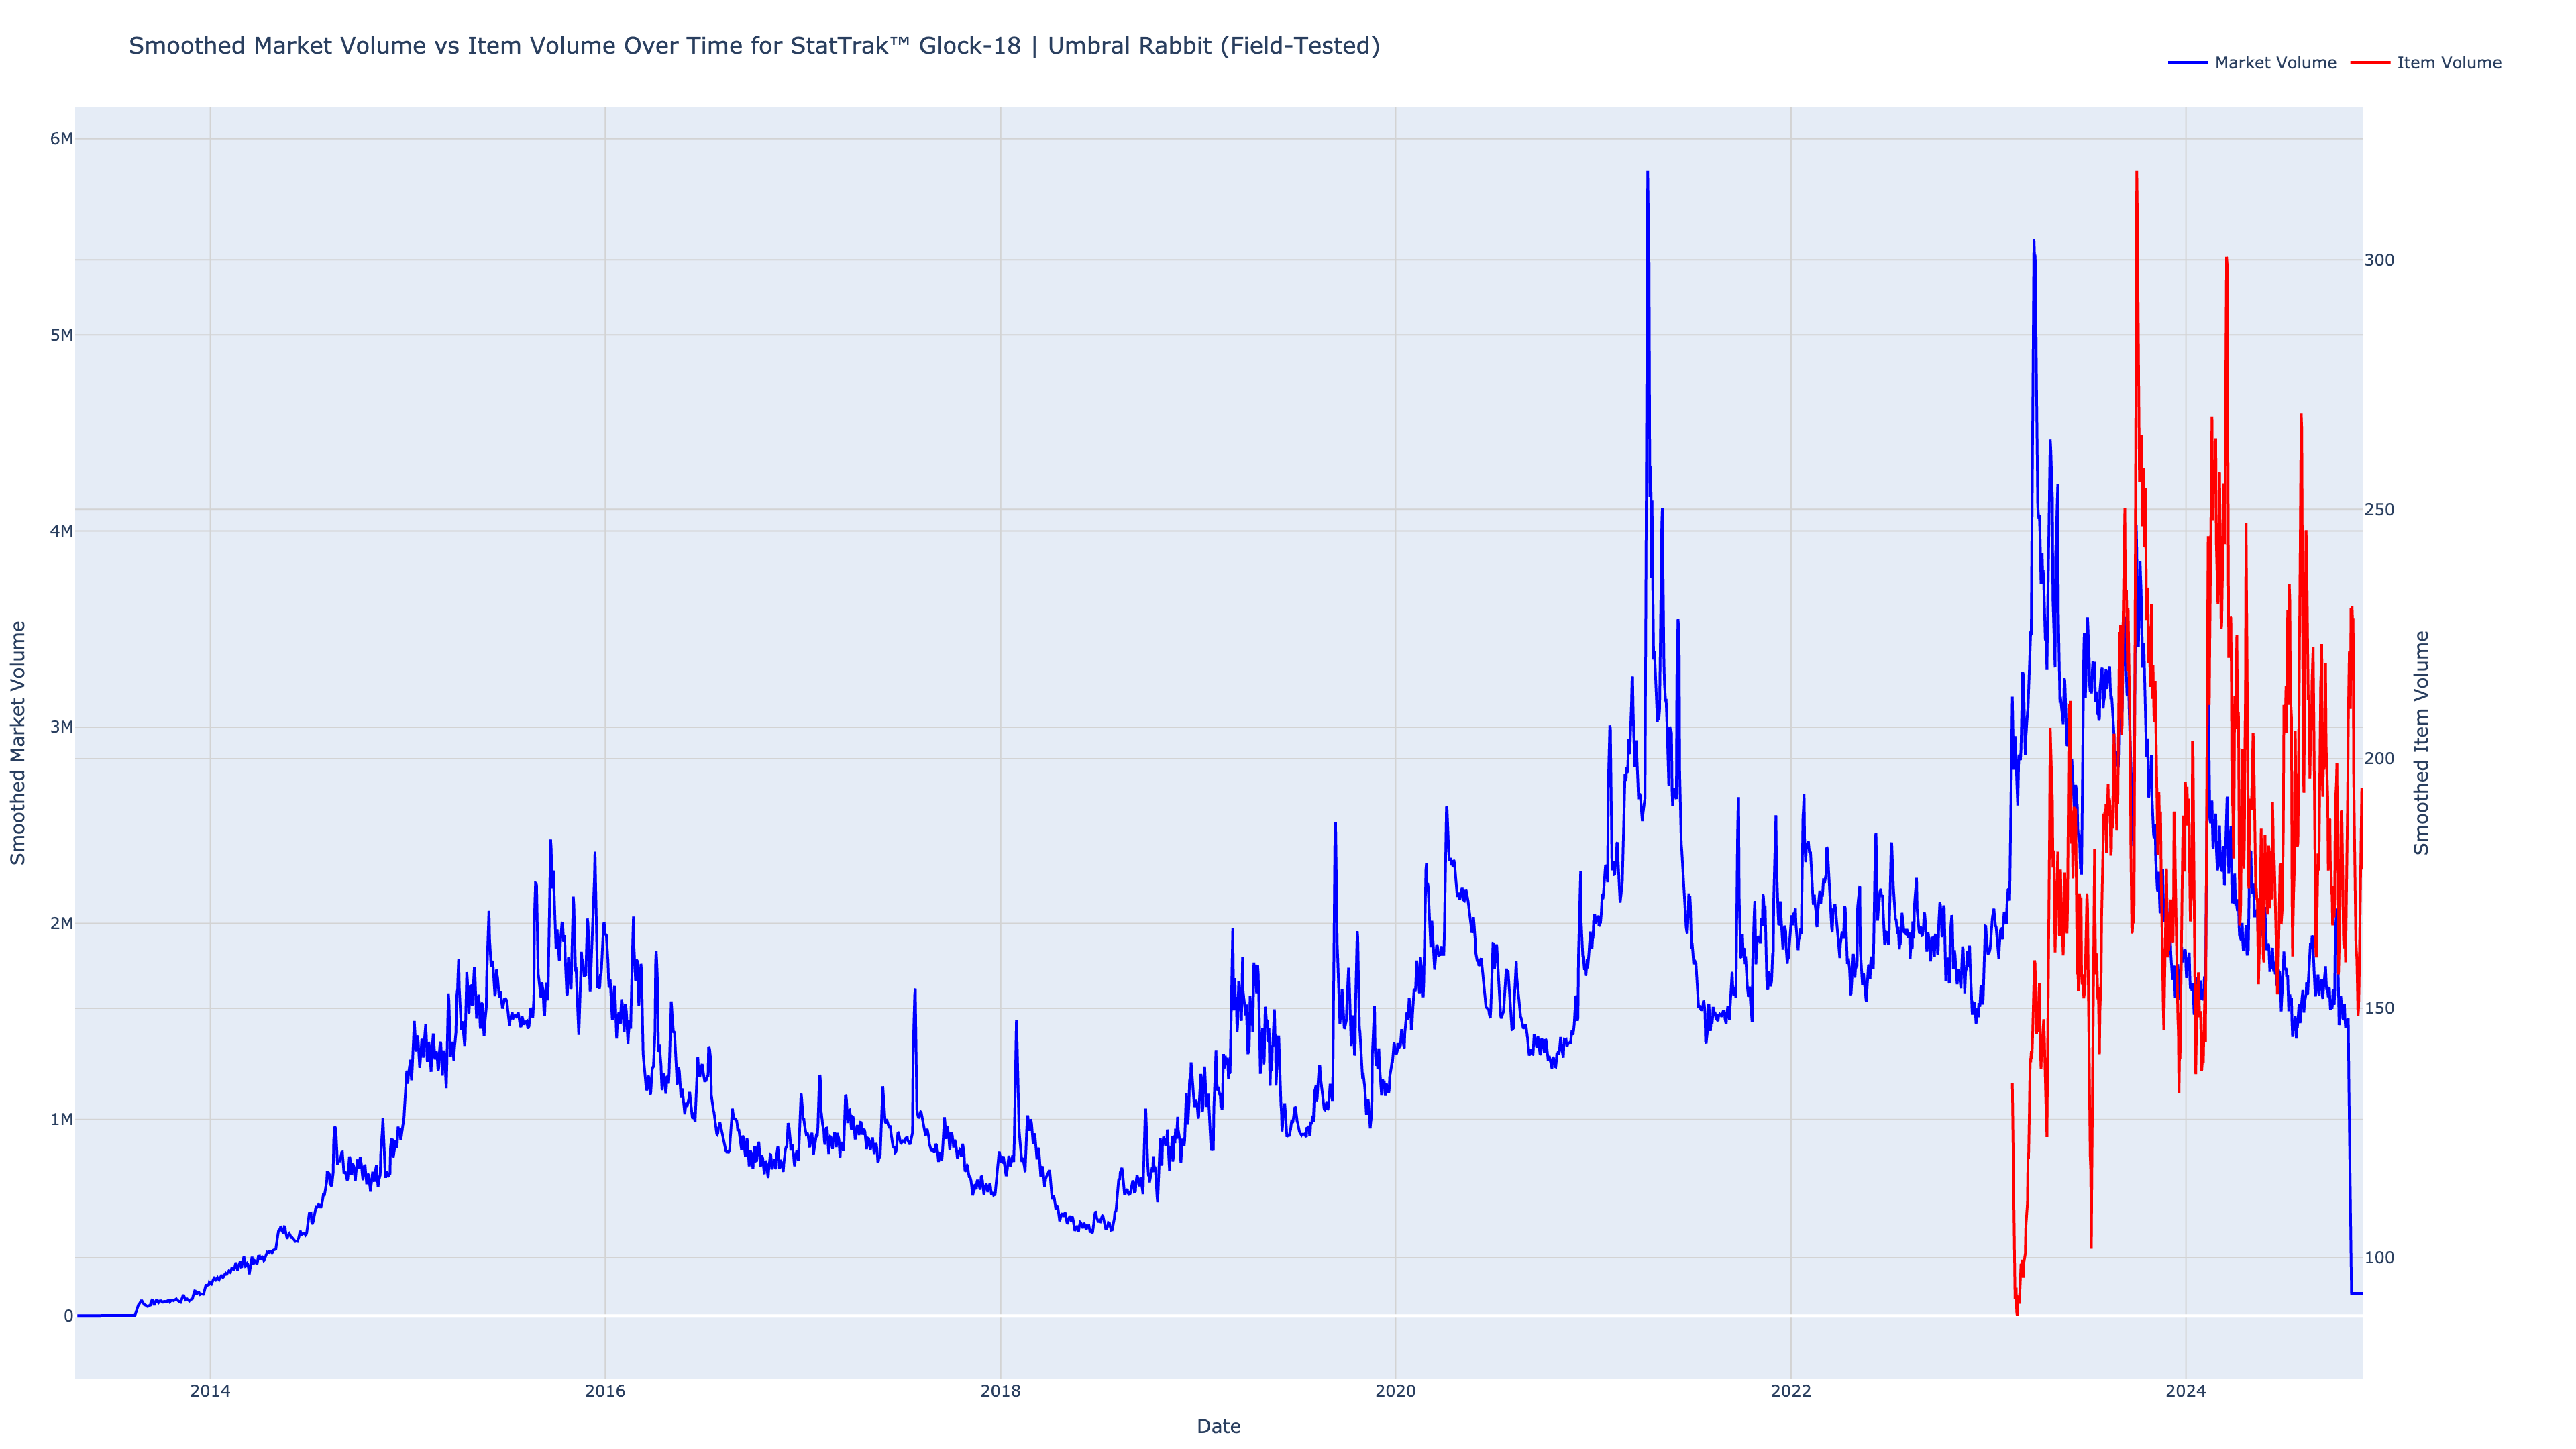 Smoothed Market Volume vs Item Volume Over Time for StatTrak™ Glock-18 | Umbral Rabbit (Field-Tested)
Market Volume
Item Volume
6M
5M
4M
3M
2M
1M
0
Smoothed Market Volume
300
250
200
150
100
Smoothed Item Volume
2014
2016
2018
2020
2022
2024
Date